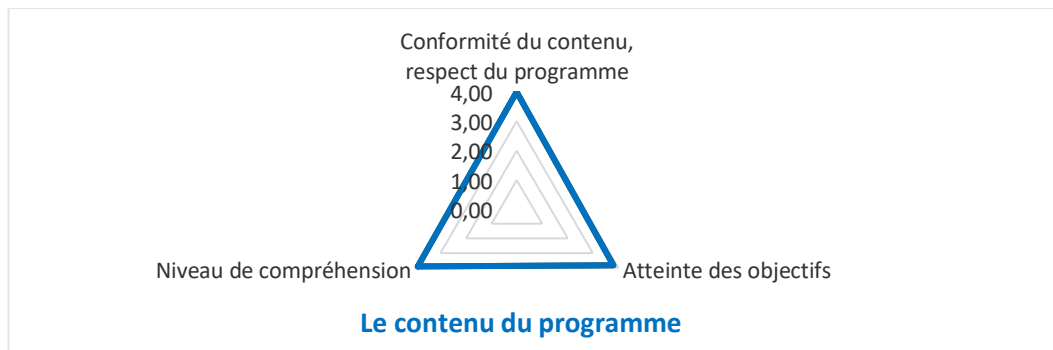 Conformité du contenu,
respect du programme
4,00
3,00
2,00
1,00
0,00
Niveau de compréhension
Atteinte des objectifs
Le contenu du programme